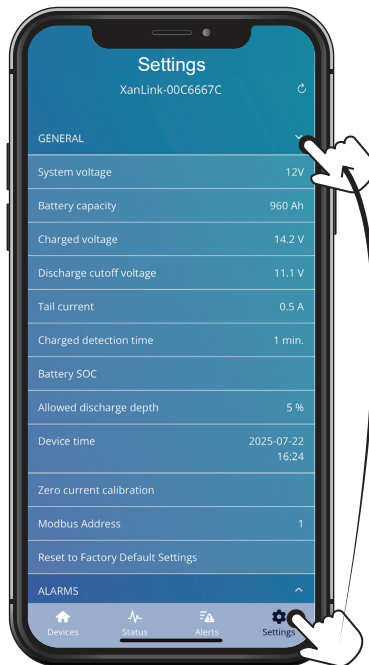 Settings
XanLink-00C6667C
GENERAL
System voltage 12V
Battery capacity 960 Ah
Charged voltage 14.2 V
Discharge cutoff voltage 11.1 V
Tail current 0.5 A
Charged detection time 1 min.
Battery SOC
Allowed discharge depth 5 %
Device time 2025-07-22
16:24
Zero current calibration
Modbus Address 1
Reset to Factory Default Settings
ALARMS
Devices Status Alerts Settings